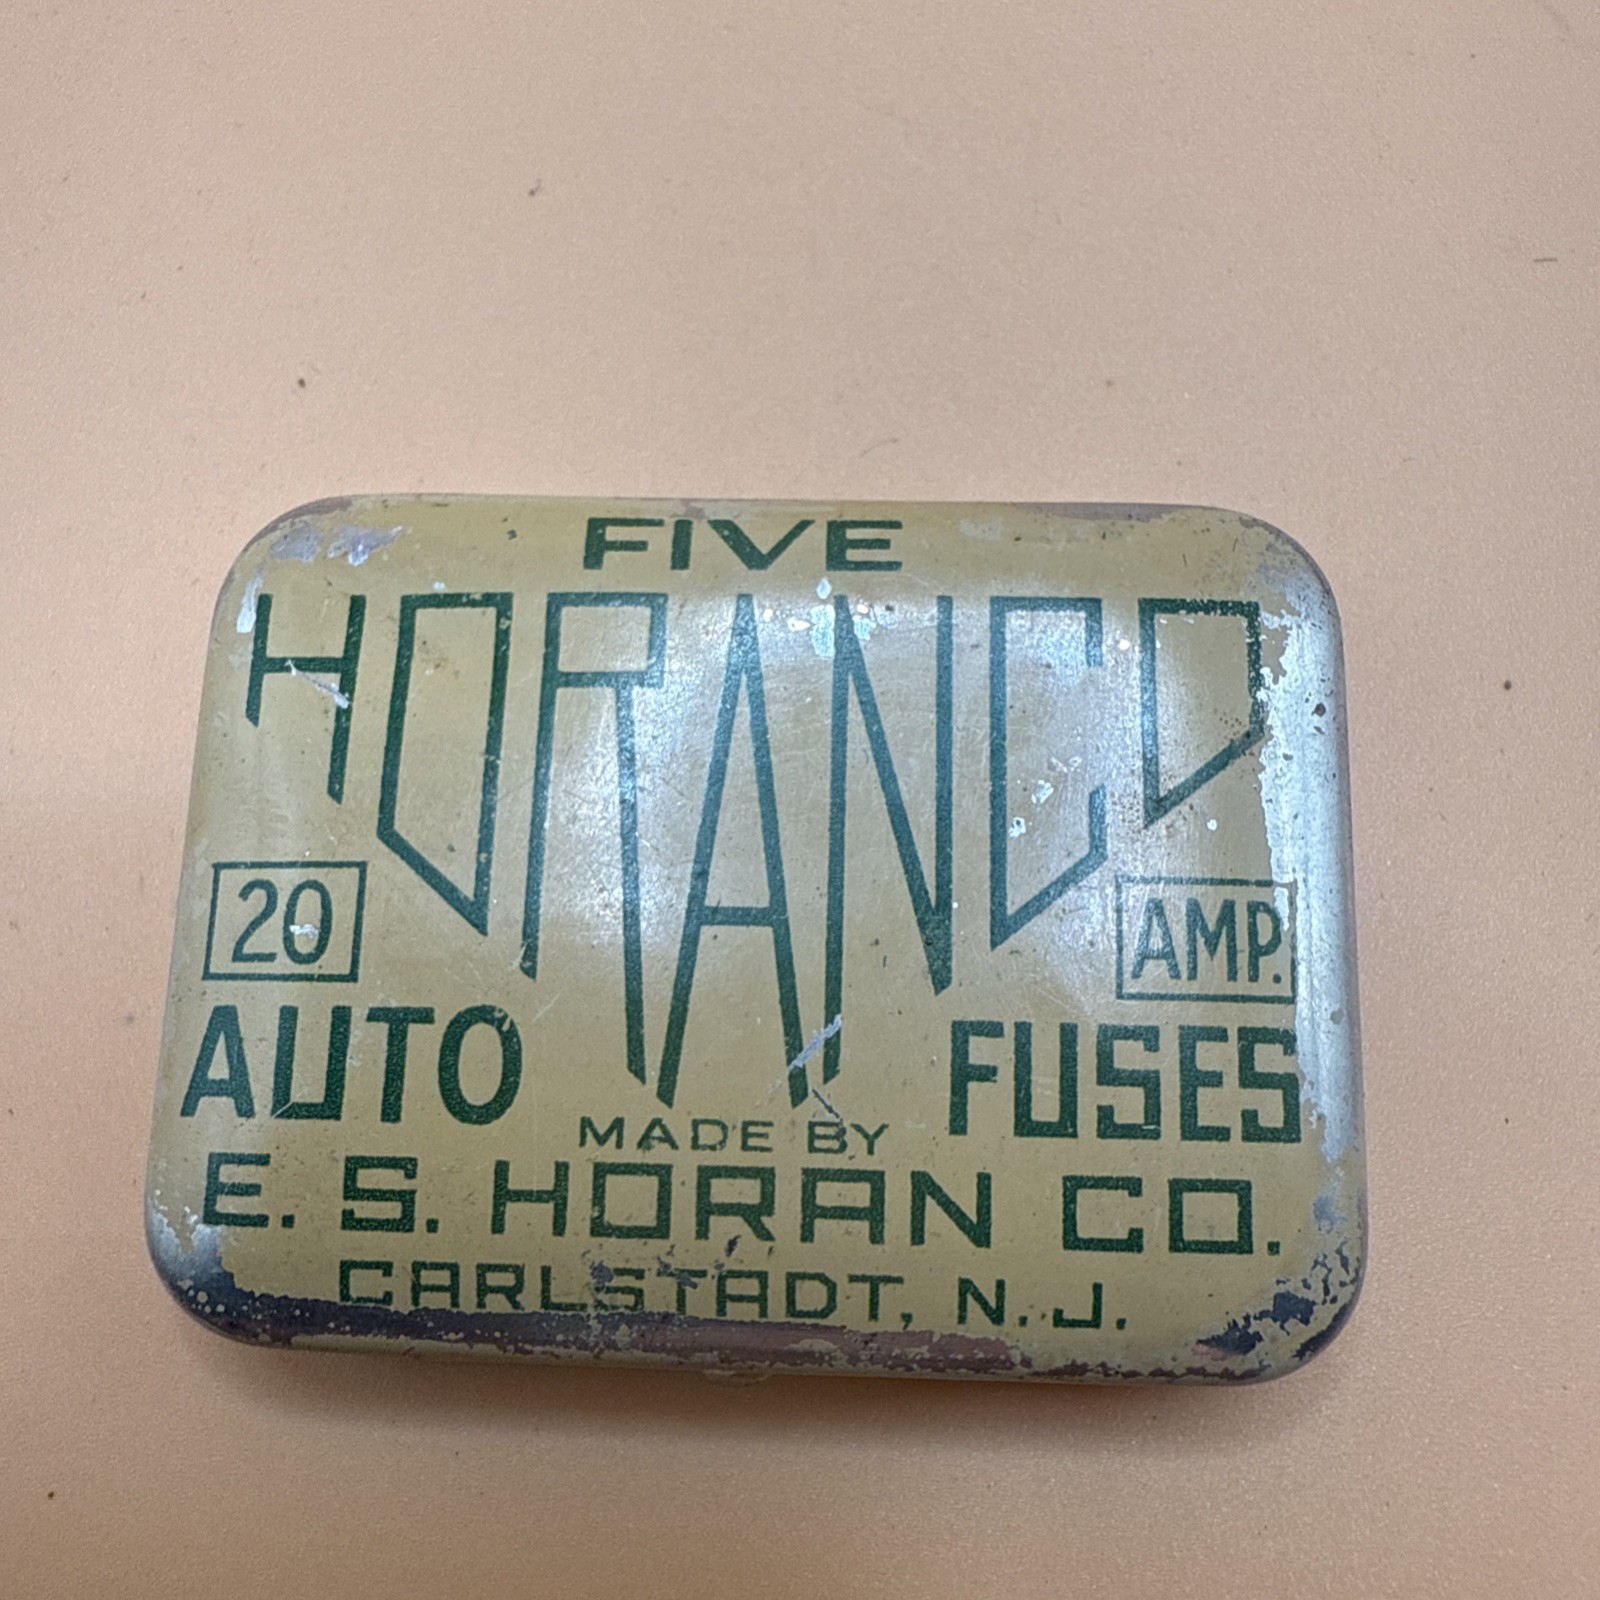 FIVE
HORANCO
20 AMP.
AUTO FUSES
MADE BY
E. S. HORAN CO.
CARLSTADT, N.J.